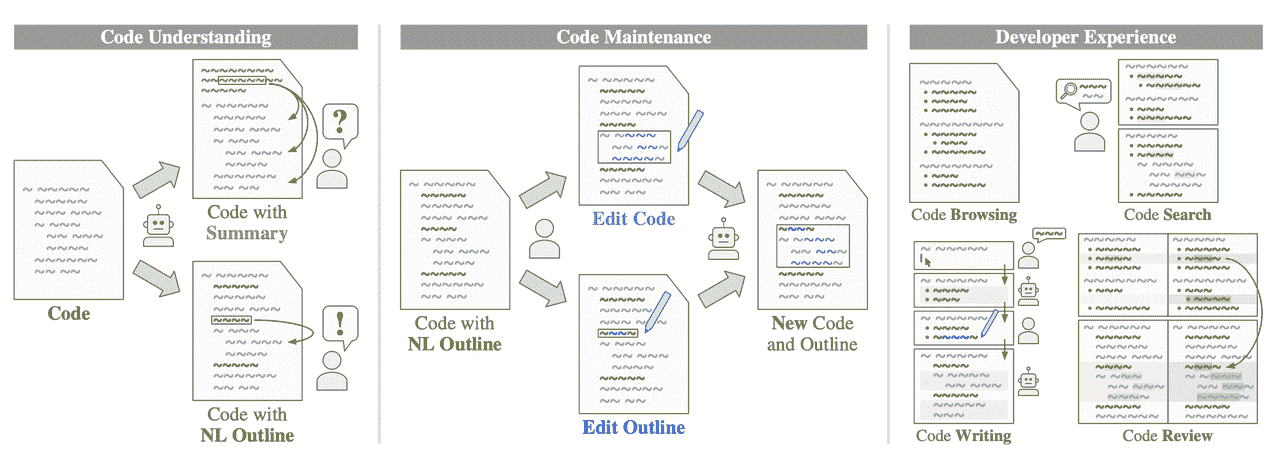 Code Understanding
?
Code with
Summary
Code
!
Code with
NL Outline
Code Maintenance
Edit Code
Code with
NL Outline
New Code
and Outline
Edit Outline
Developer Experience
Code Browsing
Code Search
Code Writing
Code Review